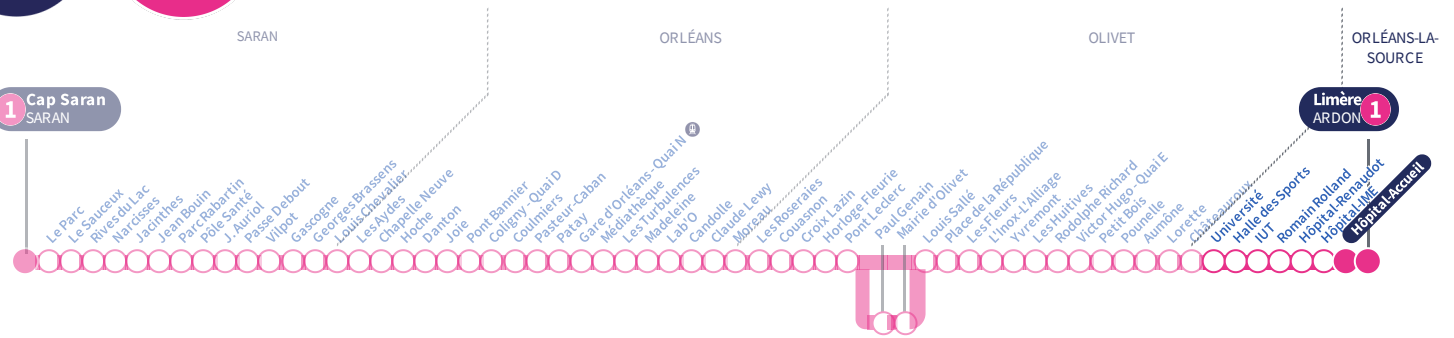 SARAN
ORLÉANS
OLIVET
ORLÉANS-LA-
SOURCE
1
Cap Saran
SARAN
Limère
ARDON
1
Le Parc
Le Sauceux
Rives du Lac
Narcisses
Jacinthes
Jean Bouin
Parc Rabartin
Pôle Santé
J. Auriol
Passe Debout
Vilpot
Gascogne
Georges Brassens
Louis Chevalier
Les Aydes
Chapelle Neuve
Hoche
Danton
Joie
Pont Bannier
Coligny - Quai D
Coulmiers
Pasteur-Caban
Patay
Gare d'Orléans - Quai N
Médiathèque
Les Turbulences
Madeleine
Lab'O
Candolle
Claude Lewy
Moreau
Les Roseraies
Couasnon
Croix Lazin
Horloge Fleurie
Pont Leclerc
Paul Genain
Mairie d'Olivet
Louis Sallé
Place de la République
Les Fleurs
L'Inox-L'Alliage
Yvremont
Les Huitives
Rodolphe Richard
Victor Hugo - Quai E
Petit Bois
Pounelle
Aumône
Lorette
Châteauroux
Université
Halle des Sports
IUT
Romain Rolland
Hôpital-Renaudot
Hôpital-IME
Hôpital-Accueil